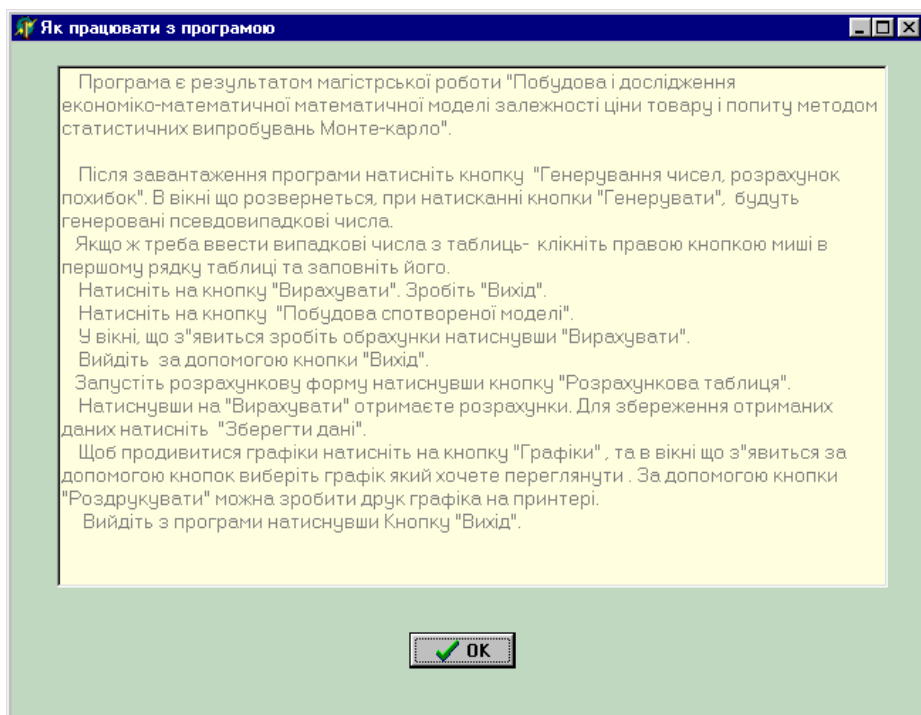 Як працювати з програмою
Програма є результатом магістрської роботи "Побудова і дослідження
економіко-математичної математичної моделі залежності ціни товару і попиту методом
статистичних випробувань Монте-карло".
Після завантаження програми натисніть кнопку "Генерування чисел, розрахунок
похибок". В вікні що розвернеться, при натисканні кнопки "Генерувати", будуть
генеровані псевдовипадкові числа.
Якщо ж треба ввести випадкові числа з таблиць- клікніть правою кнопкою миші в
першому рядку таблиці та заповніть його.
Натисніть на кнопку "Вирахувати". Зробіть "Вихід".
Натисніть на кнопку "Побудова спотвореної моделі".
У вікні, що з"явиться зробіть обрахунки натиснувши "Вирахувати".
Вийдіть за допомогою кнопки "Вихід".
Запустіть розрахункову форму натиснувши кнопку "Розрахункова таблиця".
Натиснувши на "Вирахувати" отримаєте розрахунки. Для збереження отриманих
даних натисніть "Зберегти дані".
Щоб продивитися графіки натисніть на кнопку "Графіки" , та в вікні що з"явиться за
допомогою кнопок виберіть графік який хочете переглянути . За допомогою кнопки
"Роздрукувати" можна зробити друк графіка на принтері.
Вийдіть з програми натиснувши Кнопку "Вихід".
OK